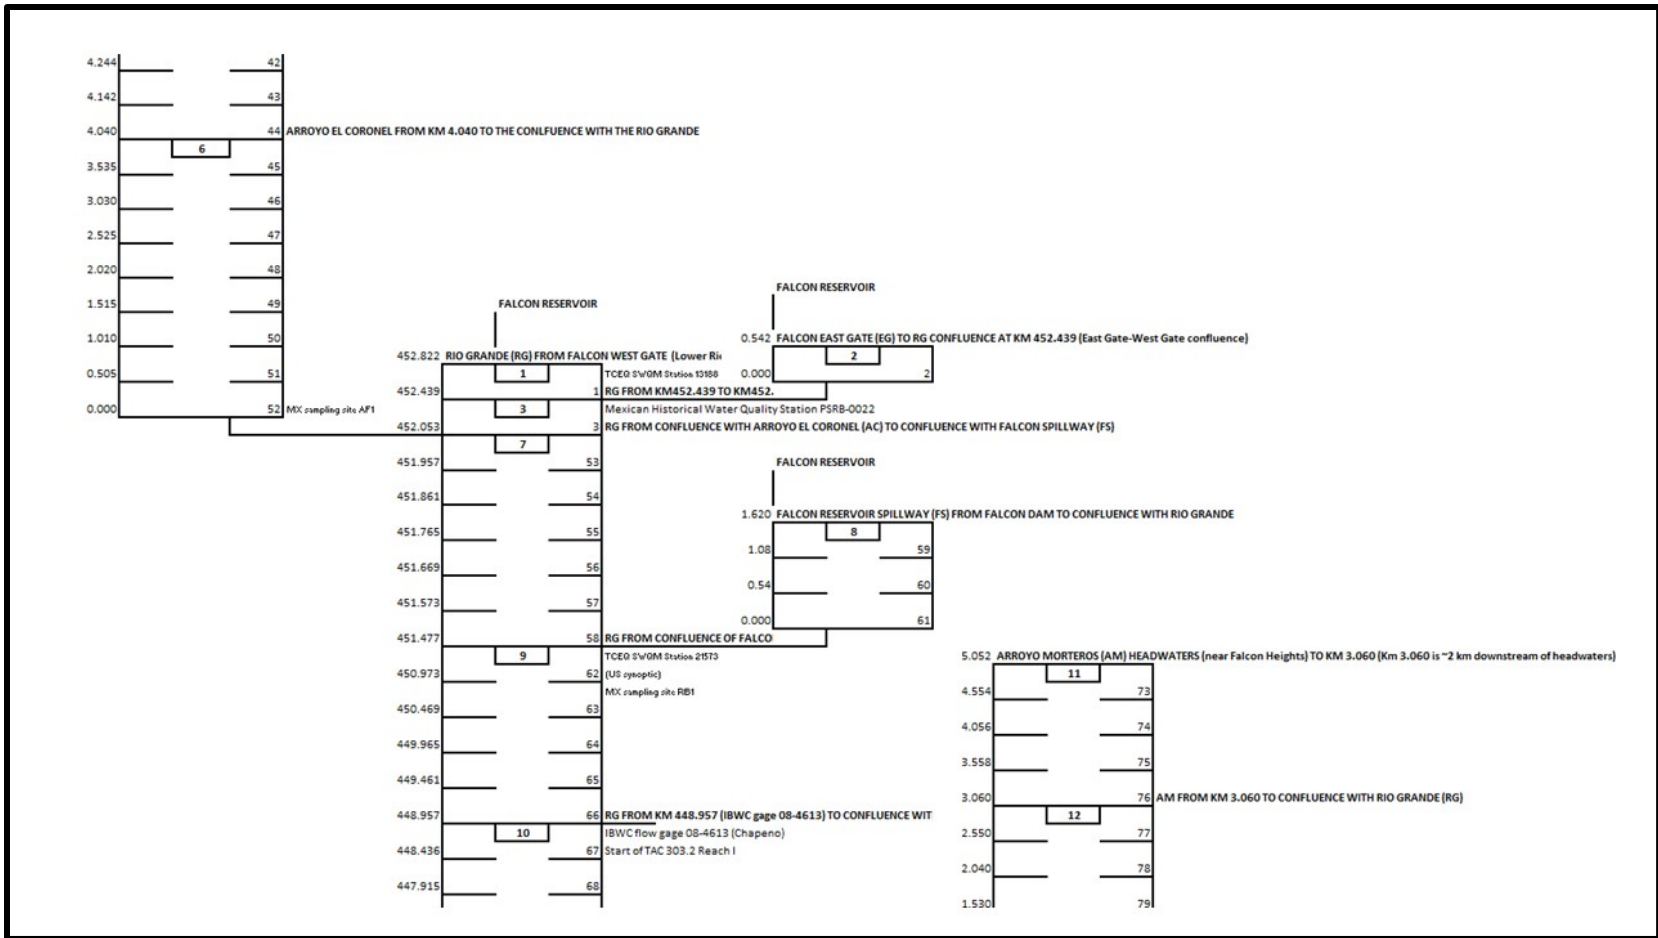 4.244 42
4.142 43
4.040 44 ARROYO EL CORONEL FROM KM 4.040 TO THE CONLFUENCE WITH THE RIO GRANDE
6
3.535 45
3.030 46
2.525 47
2.020 48
1.515 49
1.010 50
0.505 51
0.000 52 MX sampling site AF1
FALCON RESERVOIR
452.822 RIO GRANDE (RG) FROM FALCON WEST GATE (Lower Ri
1 TCEQ SWQM Station 13188
452.439 1 RG FROM KM452.439 TO KM452.
3 Mexican Historical Water Quality Station PSRB-0022
452.053 3 RG FROM CONFLUENCE WITH ARROYO EL CORONEL (AC) TO CONFLUENCE WITH FALCON SPILLWAY (FS)
7
451.957 53
451.861 54
451.765 55
451.669 56
451.573 57
451.477 58 RG FROM CONFLUENCE OF FALCO
9 TCEQ SWQM Station 21573
450.973 62 (US synoptic)
MX sampling site RB1
450.469 63
449.965 64
449.461 65
448.957 66 RG FROM KM 448.957 (IBWC gage 08-4613) TO CONFLUENCE WIT
10 IBWC flow gage 08-4613 (Chapeno)
448.436 67 Start of TAC 303.2 Reach I
447.915 68
FALCON RESERVOIR
0.542 FALCON EAST GATE (EG) TO RG CONFLUENCE AT KM 452.439 (East Gate-West Gate confluence)
2
0.000 2
FALCON RESERVOIR
1.620 FALCON RESERVOIR SPILLWAY (FS) FROM FALCON DAM TO CONFLUENCE WITH RIO GRANDE
8
1.08 59
0.54 60
0.000 61
5.052 ARROYO MORTEROS (AM) HEADWATERS (near Falcon Heights) TO KM 3.060 (Km 3.060 is ~2 km downstream of headwaters)
11
4.554 73
4.056 74
3.558 75
3.060 76 AM FROM KM 3.060 TO CONFLUENCE WITH RIO GRANDE (RG)
12
2.550 77
2.040 78
1.530 79